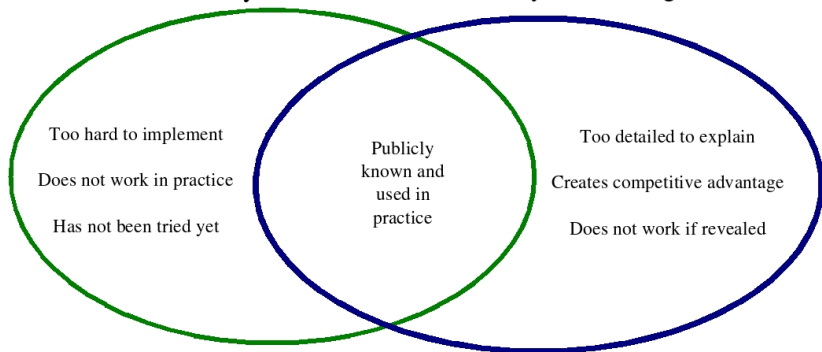 Too hard to implement
Does not work in practice
Has not been tried yet
Publicly
known and
used in
practice
Too detailed to explain
Creates competitive advantage
Does not work if revealed